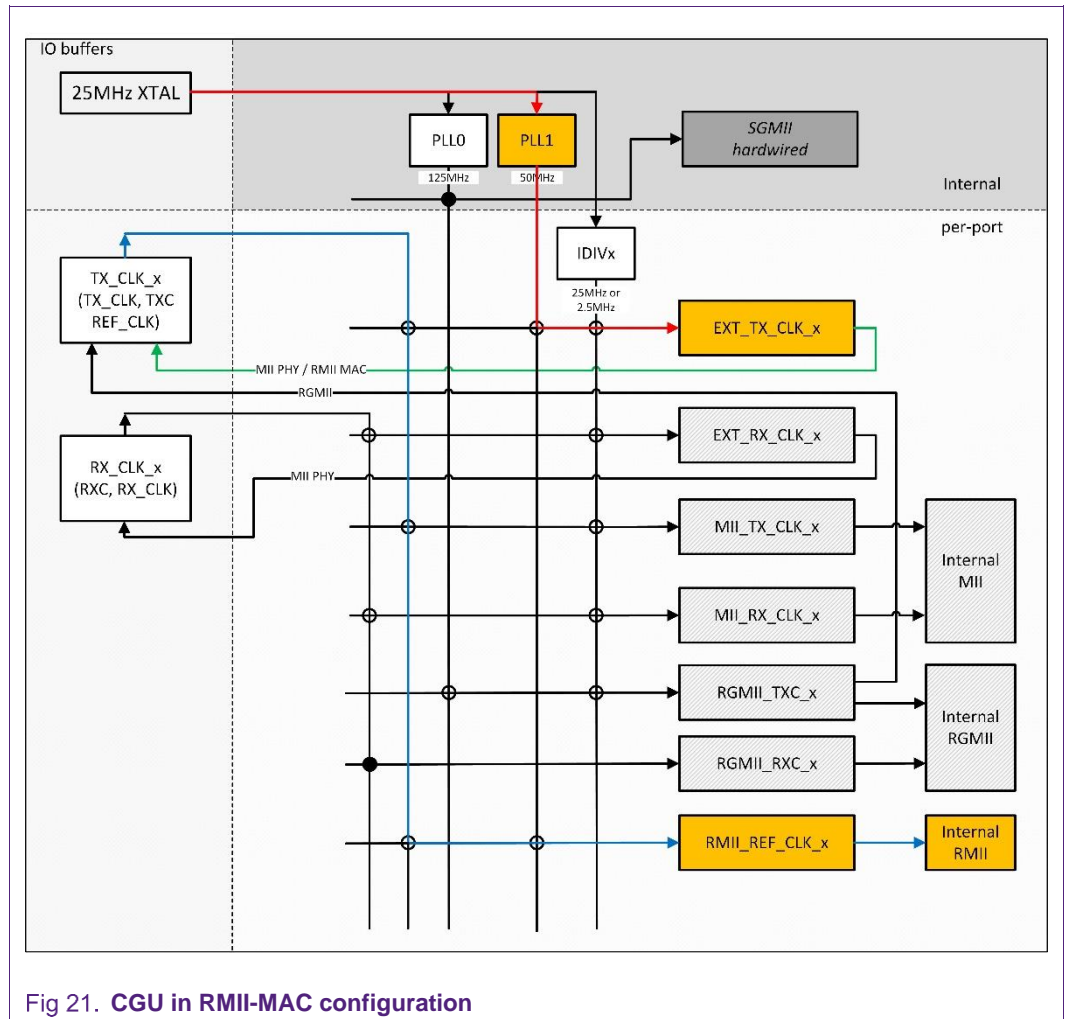 IO buffers
25MHz XTAL
PLL0
PLL1
SGMII
hardwired
125MHz
50MHz
Internal
per-port
IDIVx
25MHz or
2.5MHz
TX_CLK_x
(TX_CLK, TXC
REF_CLK)
EXT_TX_CLK_x
MII PHY / RMII MAC
RGMII
EXT_RX_CLK_x
RX_CLK_x
(RXC, RX_CLK)
MII PHY
MII_TX_CLK_x
Internal
MII
MII_RX_CLK_x
RGMII_TXC_x
Internal
RGMII
RGMII_RXC_x
RMII_REF_CLK_x
Internal
RMII
Fig 21. CGU in RMII-MAC configuration